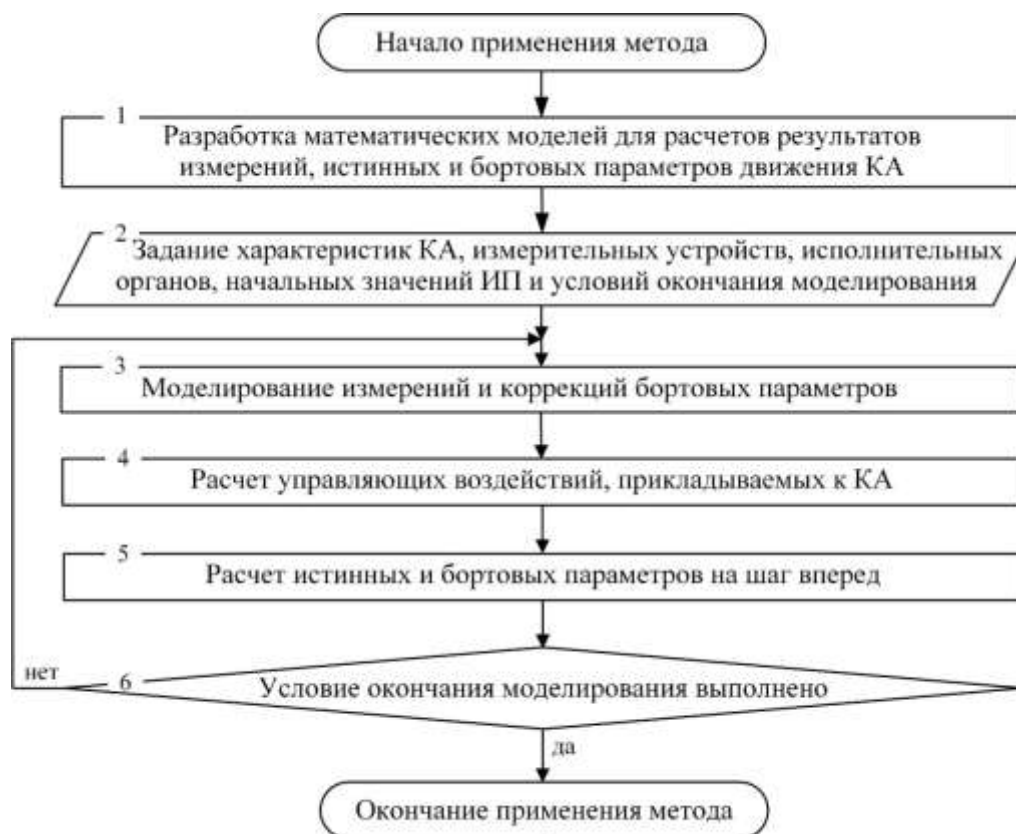 Начало применения метода
1
Разработка математических моделей для расчетов результатов
измерений, истинных и бортовых параметров движения КА
2
Задание характеристик КА, измерительных устройств, исполнительных
органов, начальных значений ИП и условий окончания моделирования
3
Моделирование измерений и коррекций бортовых параметров
4
Расчет управляющих воздействий, прикладываемых к КА
5
Расчет истинных и бортовых параметров на шаг вперед
нет
6
Условие окончания моделирования выполнено
да
Окончание применения метода